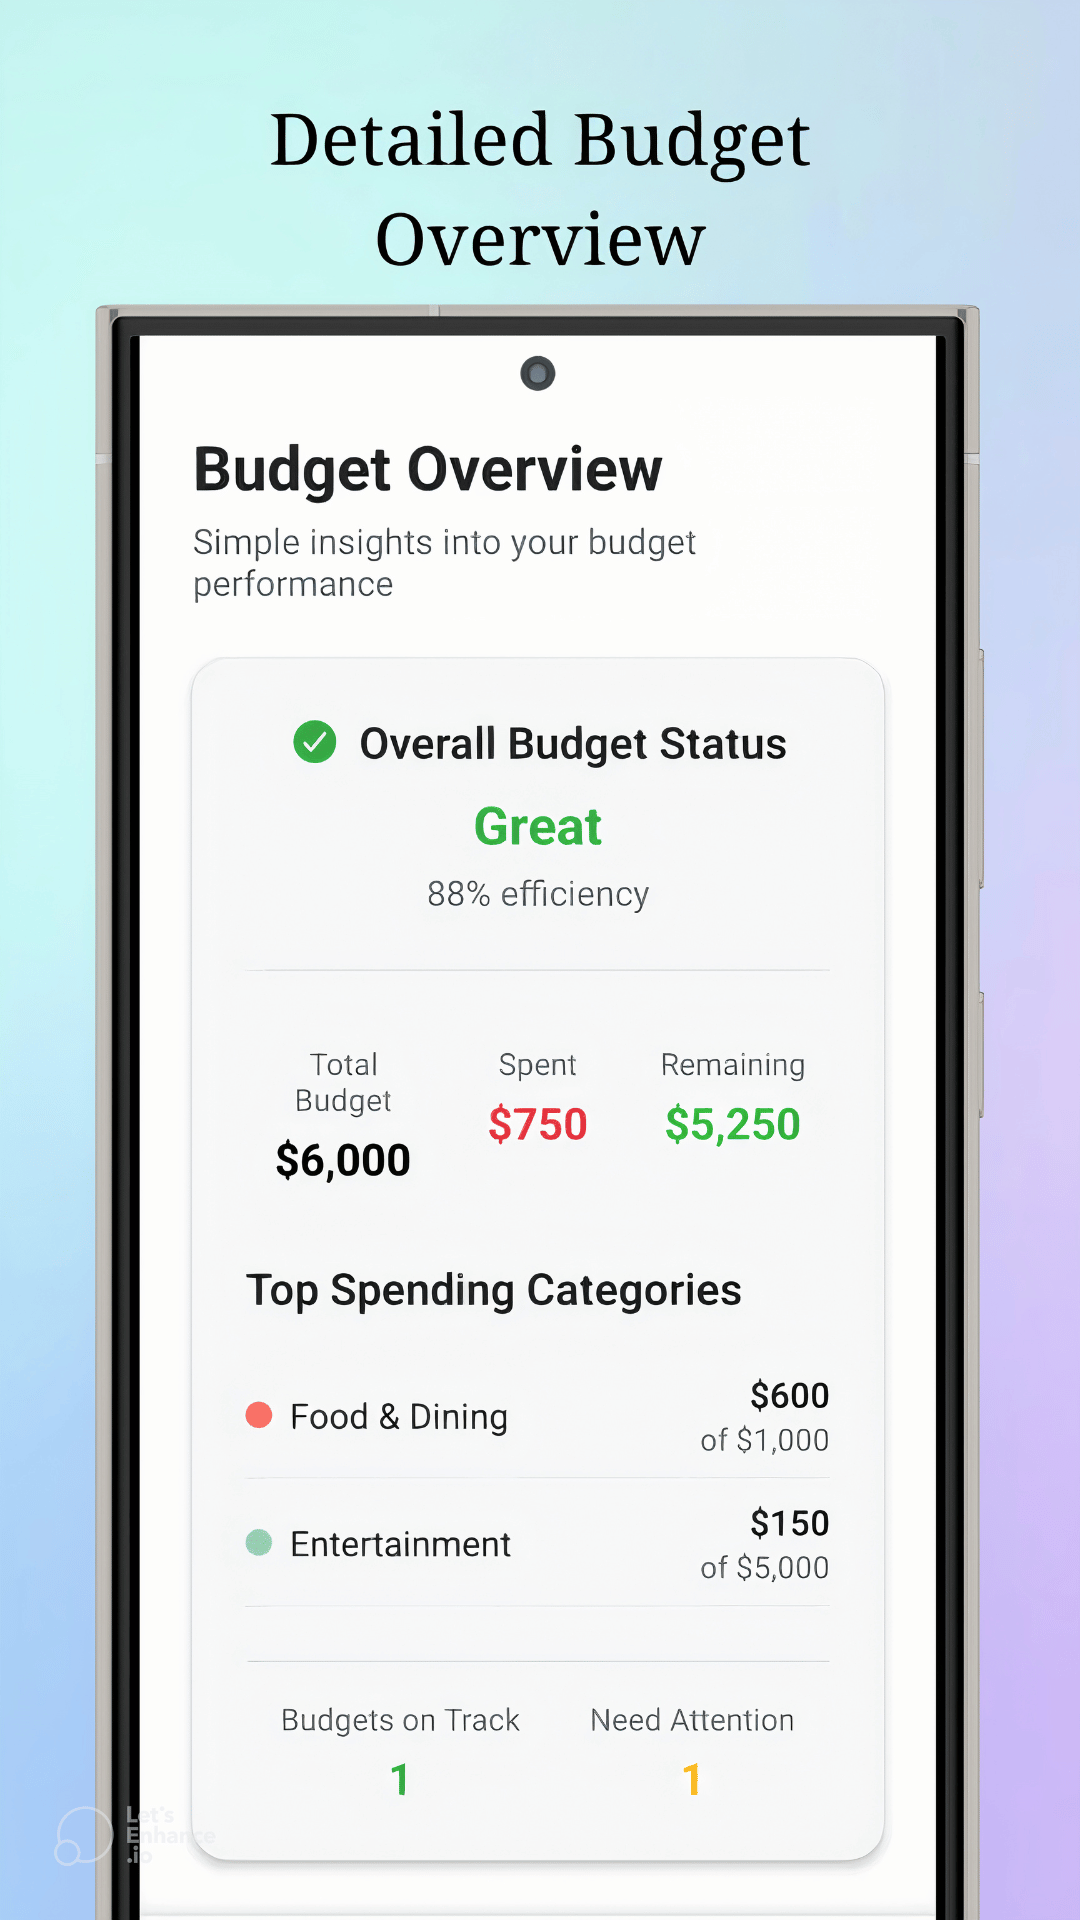 Detailed Budget
Overview
Budget Overview
Simple insights into your budget
performance
Overall Budget Status
Great
88% efficiency
Total
Budget
$6,000
Spent
$750
Remaining
$5,250
Top Spending Categories
Food & Dining
$600
of $1,000
Entertainment
$150
of $5,000
Budgets on Track
1
Need Attention
1
Let's
Enhance
.io